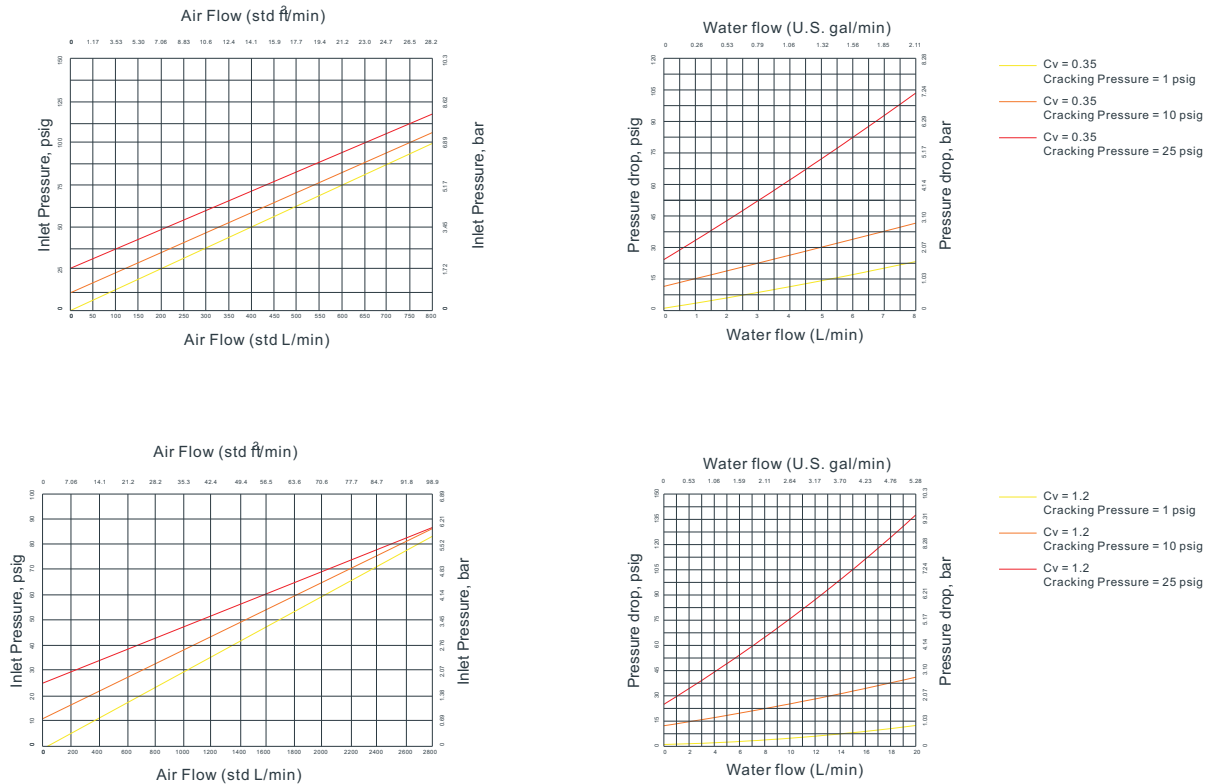 Air Flow (std ft³/min)
0 1.17 3.53 5.30 7.06 8.83 10.6 12.4 14.1 15.9 17.7 19.4 21.2 23.0 24.7 26.5 28.2
Inlet Pressure, psig
150
125
100
75
50
25
0
Inlet Pressure, bar
10.3
8.62
6.89
5.17
3.45
17.2
0
0 50 100 150 200 250 300 350 400 450 500 550 600 650 700 750 800
Air Flow (std L/min)
Water flow (U.S. gal/min)
0 0.26 0.53 0.79 1.06 1.32 1.56 1.85 2.11
Pressure drop, psig
120
105
90
75
60
45
30
15
0
Pressure drop, bar
8.28
7.24
6.29
5.17
4.14
3.10
2.07
1.03
0
0 1 2 3 4 5 6 7 8
Water flow (L/min)
Cv = 0.35
Cracking Pressure = 1 psig
Cv = 0.35
Cracking Pressure = 10 psig
Cv = 0.35
Cracking Pressure = 25 psig
Air Flow (std ft³/min)
0 7.06 14.1 21.2 28.2 35.3 42.4 49.4 56.5 63.6 70.6 77.7 84.7 91.8 98.9
Inlet Pressure, psig
100
90
80
70
60
50
40
30
20
10
0
Inlet Pressure, bar
6.89
6.21
5.52
4.83
4.14
3.45
2.76
2.07
1.38
0.69
0
0 200 400 600 800 1000 1200 1400 1600 1800 2000 2200 2400 2600 2800
Air Flow (std L/min)
Water flow (U.S. gal/min)
0 0.53 1.06 1.59 2.11 2.64 3.17 3.70 4.23 4.76 5.28
Pressure drop, psig
150
135
120
105
90
75
60
45
30
15
0
Pressure drop, bar
10.3
9.31
8.28
7.24
6.21
5.17
4.14
3.10
2.07
1.03
0
0 2 4 6 8 10 12 14 16 18 20
Water flow (L/min)
Cv = 1.2
Cracking Pressure = 1 psig
Cv = 1.2
Cracking Pressure = 10 psig
Cv = 1.2
Cracking Pressure = 25 psig